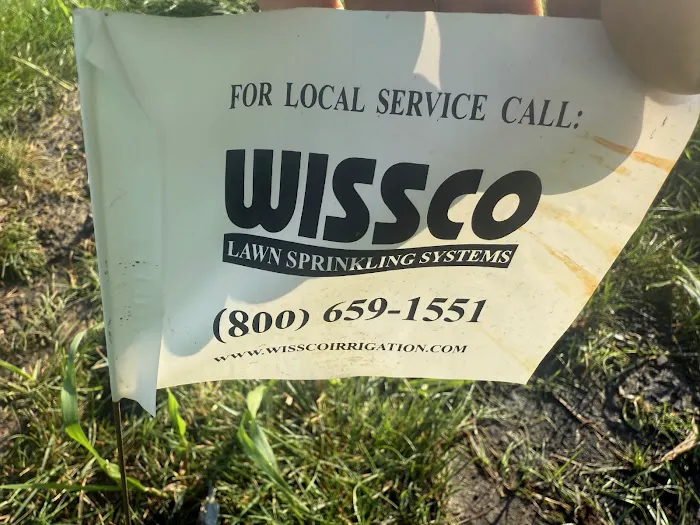 FOR LOCAL SERVICE CALL:
WISSCO
LAWN SPRINKLING SYSTEMS
(800) 659-1551
WWW.WISSCOIRRIGATION.COM